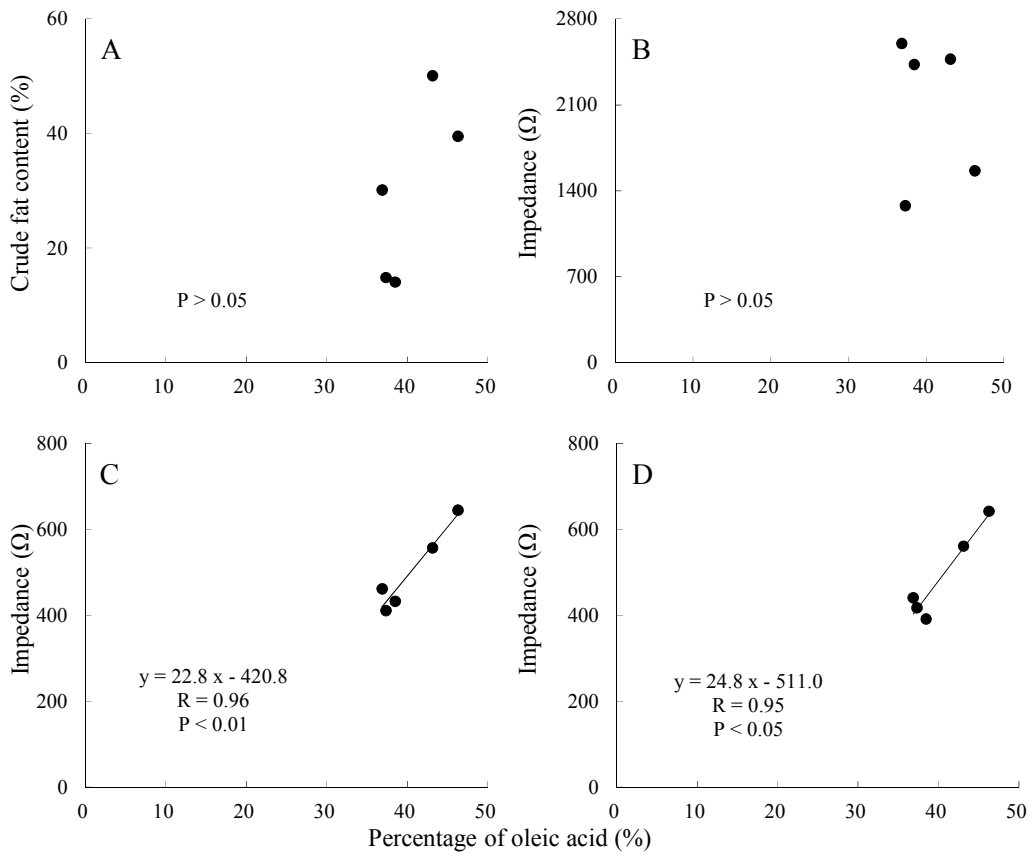 A
Crude fat content (%)
60
40
20
0
P > 0.05
0 10 20 30 40 50
B
Impedance (Ω)
2800
2100
1400
700
0
P > 0.05
0 10 20 30 40 50
C
Impedance (Ω)
800
600
400
200
0
y = 22.8 x - 420.8
R = 0.96
P < 0.01
0 10 20 30 40 50
D
Impedance (Ω)
800
600
400
200
0
y = 24.8 x - 511.0
R = 0.95
P < 0.05
0 10 20 30 40 50
Percentage of oleic acid (%)